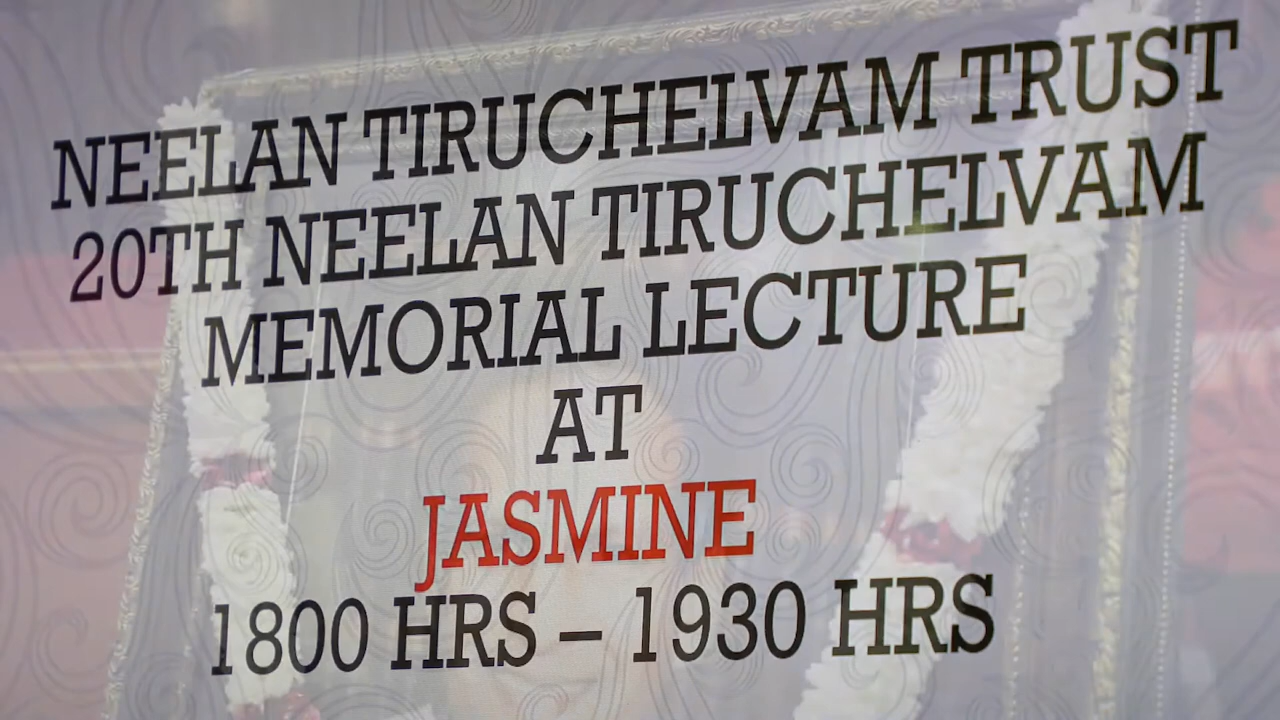 NEELAN TIRUCHELVAM TRUST
20TH NEELAN TIRUCHELVAM
MEMORIAL LECTURE
AT
JASMINE
1800 HRS – 1930 HRS